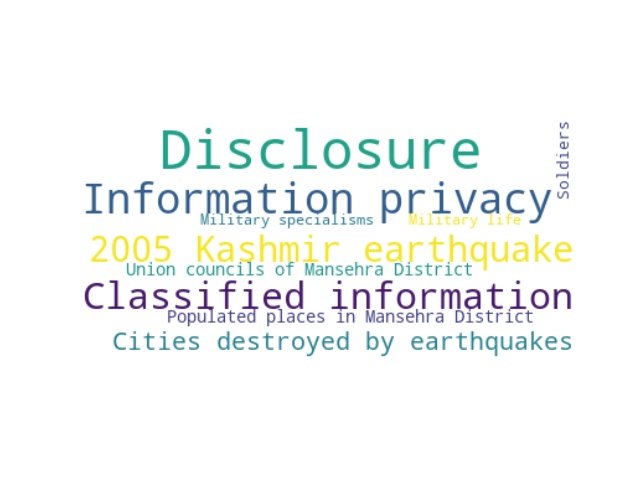 Disclosure
Soldiers
Information privacy
Military specialisms
Military life
2005 Kashmir earthquake
Union councils of Mansehra District
Classified information
Populated places in Mansehra District
Cities destroyed by earthquakes